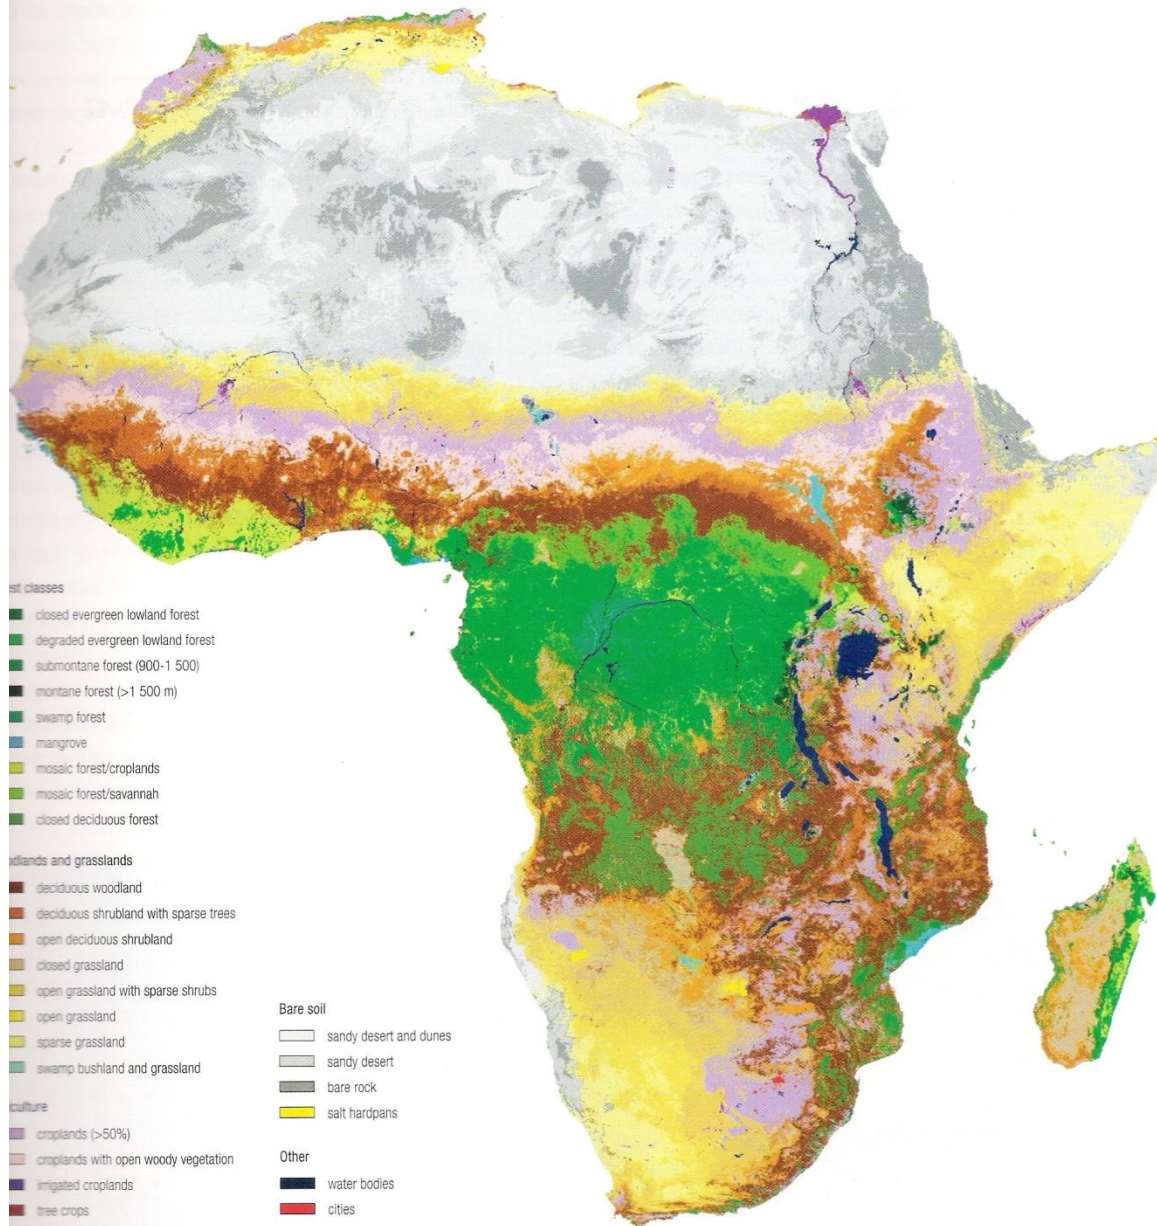 est classes
closed evergreen lowland forest
degraded evergreen lowland forest
submontane forest (900-1 500)
montane forest (>1 500 m)
swamp forest
mangrove
mosaic forest/croplands
mosaic forest/savannah
closed deciduous forest
odlands and grasslands
deciduous woodland
deciduous shrubland with sparse trees
open deciduous shrubland
closed grassland
open grassland with sparse shrubs
open grassland
sparse grassland
swamp bushland and grassland
iculture
croplands (>50%)
croplands with open woody vegetation
irrigated croplands
tree crops
Bare soil
sandy desert and dunes
sandy desert
bare rock
salt hardpans
Other
water bodies
cities